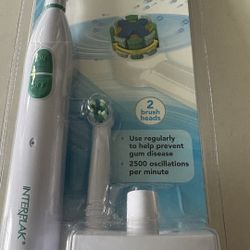 2
brush
heads
• Use regularly
to help prevent
gum disease
• 2500 oscillations
per minute
INTERPLAK®